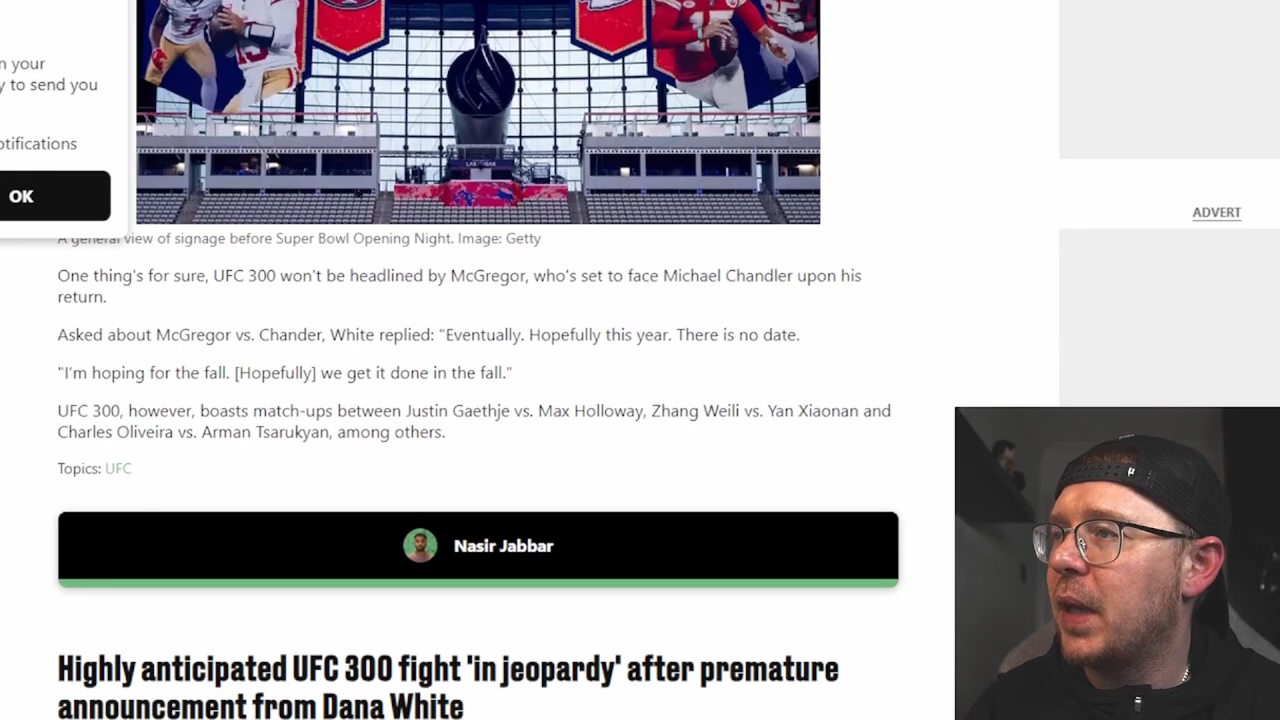 n your
y to send you
otifications
OK
ADVERT
A general view of signage before Super Bowl Opening Night. Image: Getty
One thing's for sure, UFC 300 won't be headlined by McGregor, who's set to face Michael Chandler upon his
return.
Asked about McGregor vs. Chander, White replied: "Eventually. Hopefully this year. There is no date.
"I'm hoping for the fall. [Hopefully] we get it done in the fall."
UFC 300, however, boasts match-ups between Justin Gaethje vs. Max Holloway, Zhang Weili vs. Yan Xiaonan and
Charles Oliveira vs. Arman Tsarukyan, among others.
Topics: UFC
Nasir Jabbar
Highly anticipated UFC 300 fight 'in jeopardy' after premature
announcement from Dana White